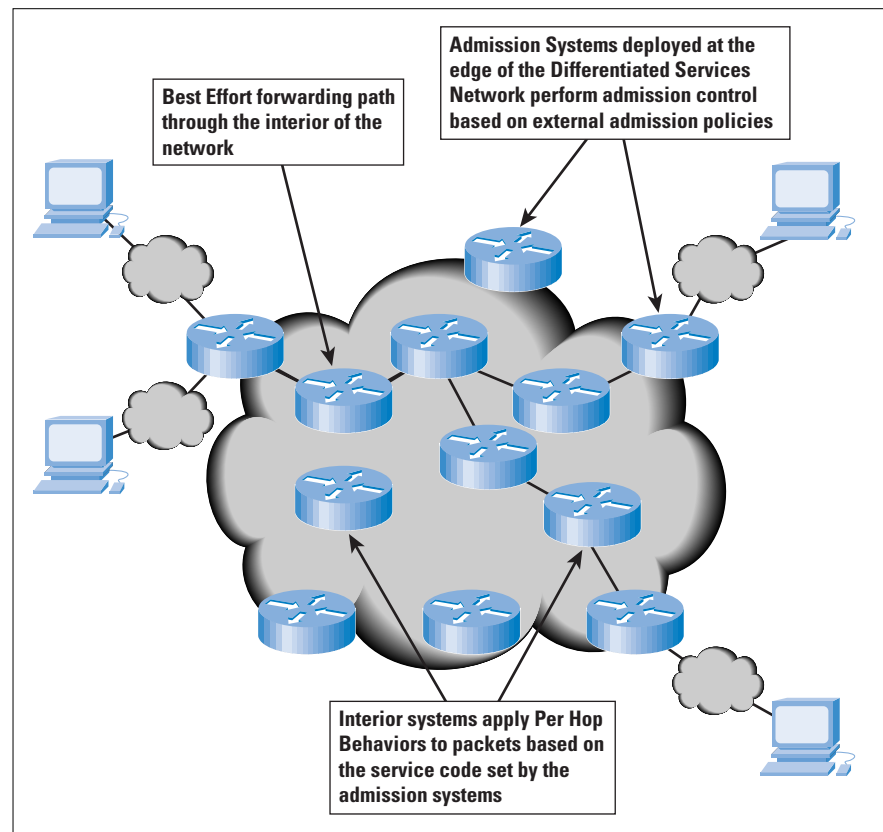 Admission Systems deployed at the
edge of the Differentiated Services
Network perform admission control
based on external admission policies
Best Effort forwarding path
through the interior of the
network
Interior systems apply Per Hop
Behaviors to packets based on
the service code set by the
admission systems